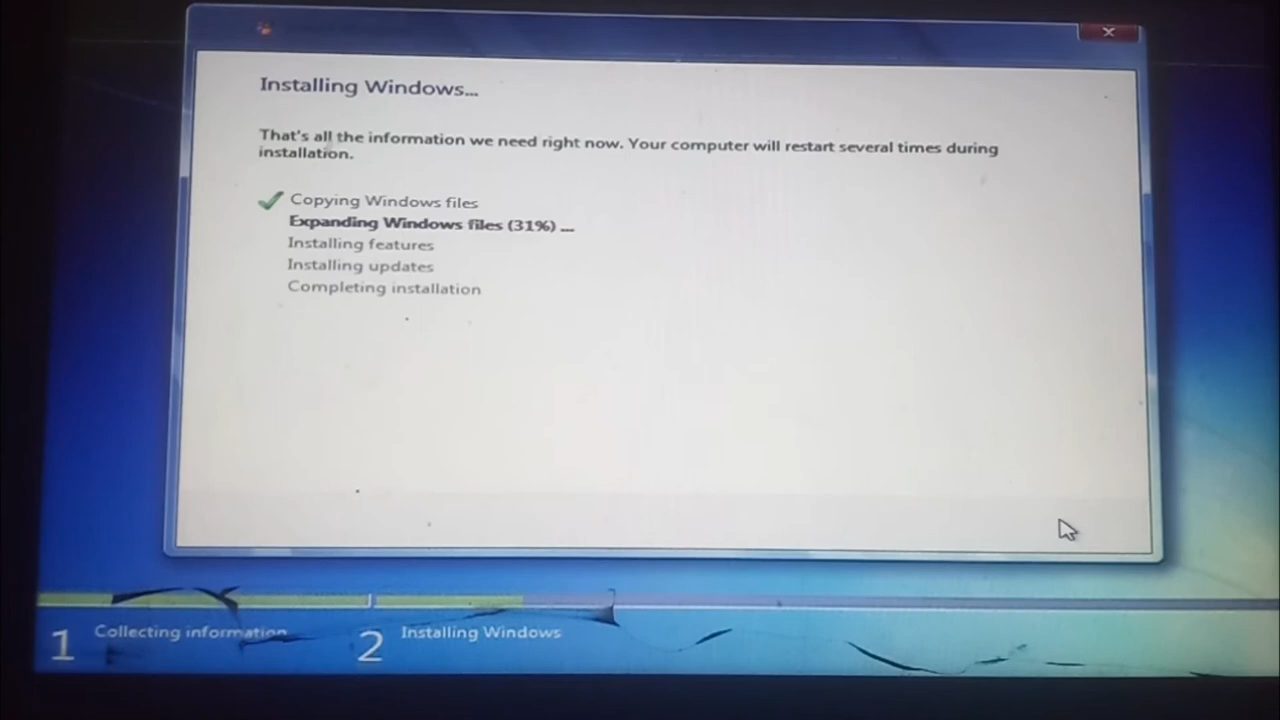 Installing Windows...
That's all the information we need right now. Your computer will restart several times during
installation.
Copying Windows files
Expanding Windows files (31%) ...
Installing features
Installing updates
Completing installation
1 Collecting information
2 Installing Windows